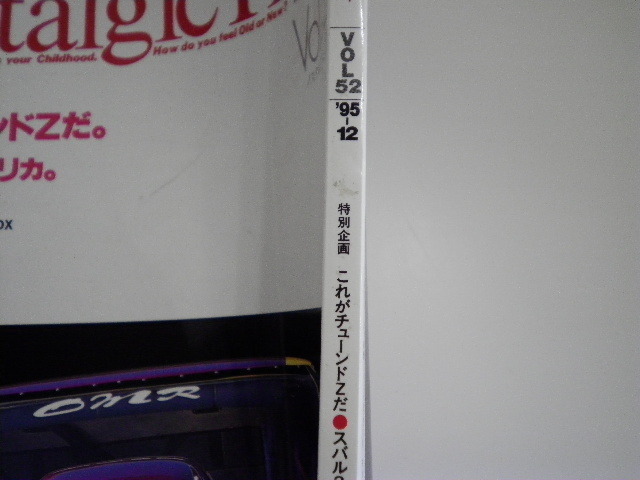 talgic
your Childhood.
How do you feel Old or New?
Vo
ンドZだ。
リカ。
OX
OMR
VOL
52
'95-12
特別企画 これがチューンドZだ●スバル